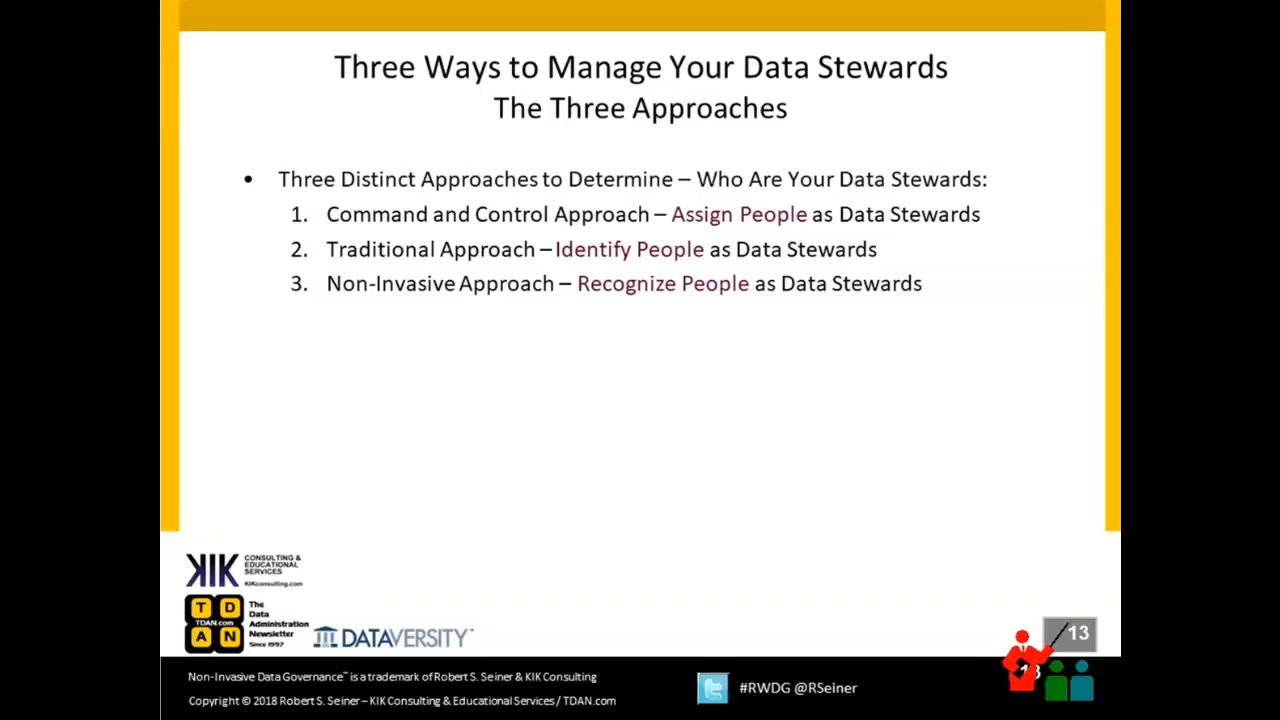 Three Ways to Manage Your Data Stewards
The Three Approaches
• Three Distinct Approaches to Determine – Who Are Your Data Stewards:
1. Command and Control Approach – Assign People as Data Stewards
2. Traditional Approach – Identify People as Data Stewards
3. Non-Invasive Approach – Recognize People as Data Stewards
KIK
CONSULTING &
EDUCATIONAL
SERVICES
KIKconsulting.com
T D
TDAN.com
A N
The
Data
Administration
Newsletter
Since 1997
DATAVERSITY™
13
Non-Invasive Data Governance™ is a trademark of Robert S. Seiner & KIK Consulting
Copyright © 2018 Robert S. Seiner – KIK Consulting & Educational Services / TDAN.com
#RWDG @RSeiner